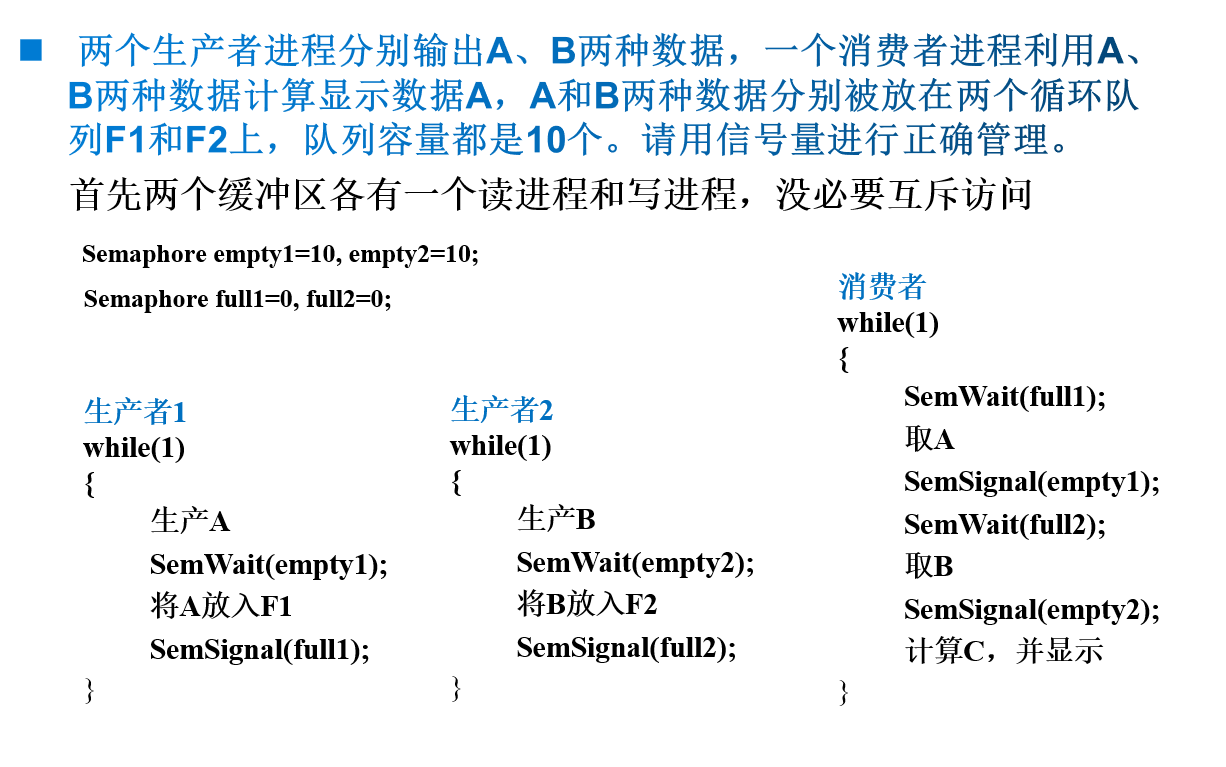 两个生产者进程分别输出A、B两种数据，一个消费者进程利用A、
B两种数据计算显示数据A，A和B两种数据分别被放在两个循环队
列F1和F2上，队列容量都是10个。请用信号量进行正确管理。
首先两个缓冲区各有一个读进程和写进程，没必要互斥访问
Semaphore empty1=10, empty2=10;
Semaphore full1=0, full2=0;
生产者1
while(1)
{
生产A
SemWait(empty1);
将A放入F1
SemSignal(full1);
}
生产者2
while(1)
{
生产B
SemWait(empty2);
将B放入F2
SemSignal(full2);
}
消费者
while(1)
{
SemWait(full1);
取A
SemSignal(empty1);
SemWait(full2);
取B
SemSignal(empty2);
计算C，并显示
}